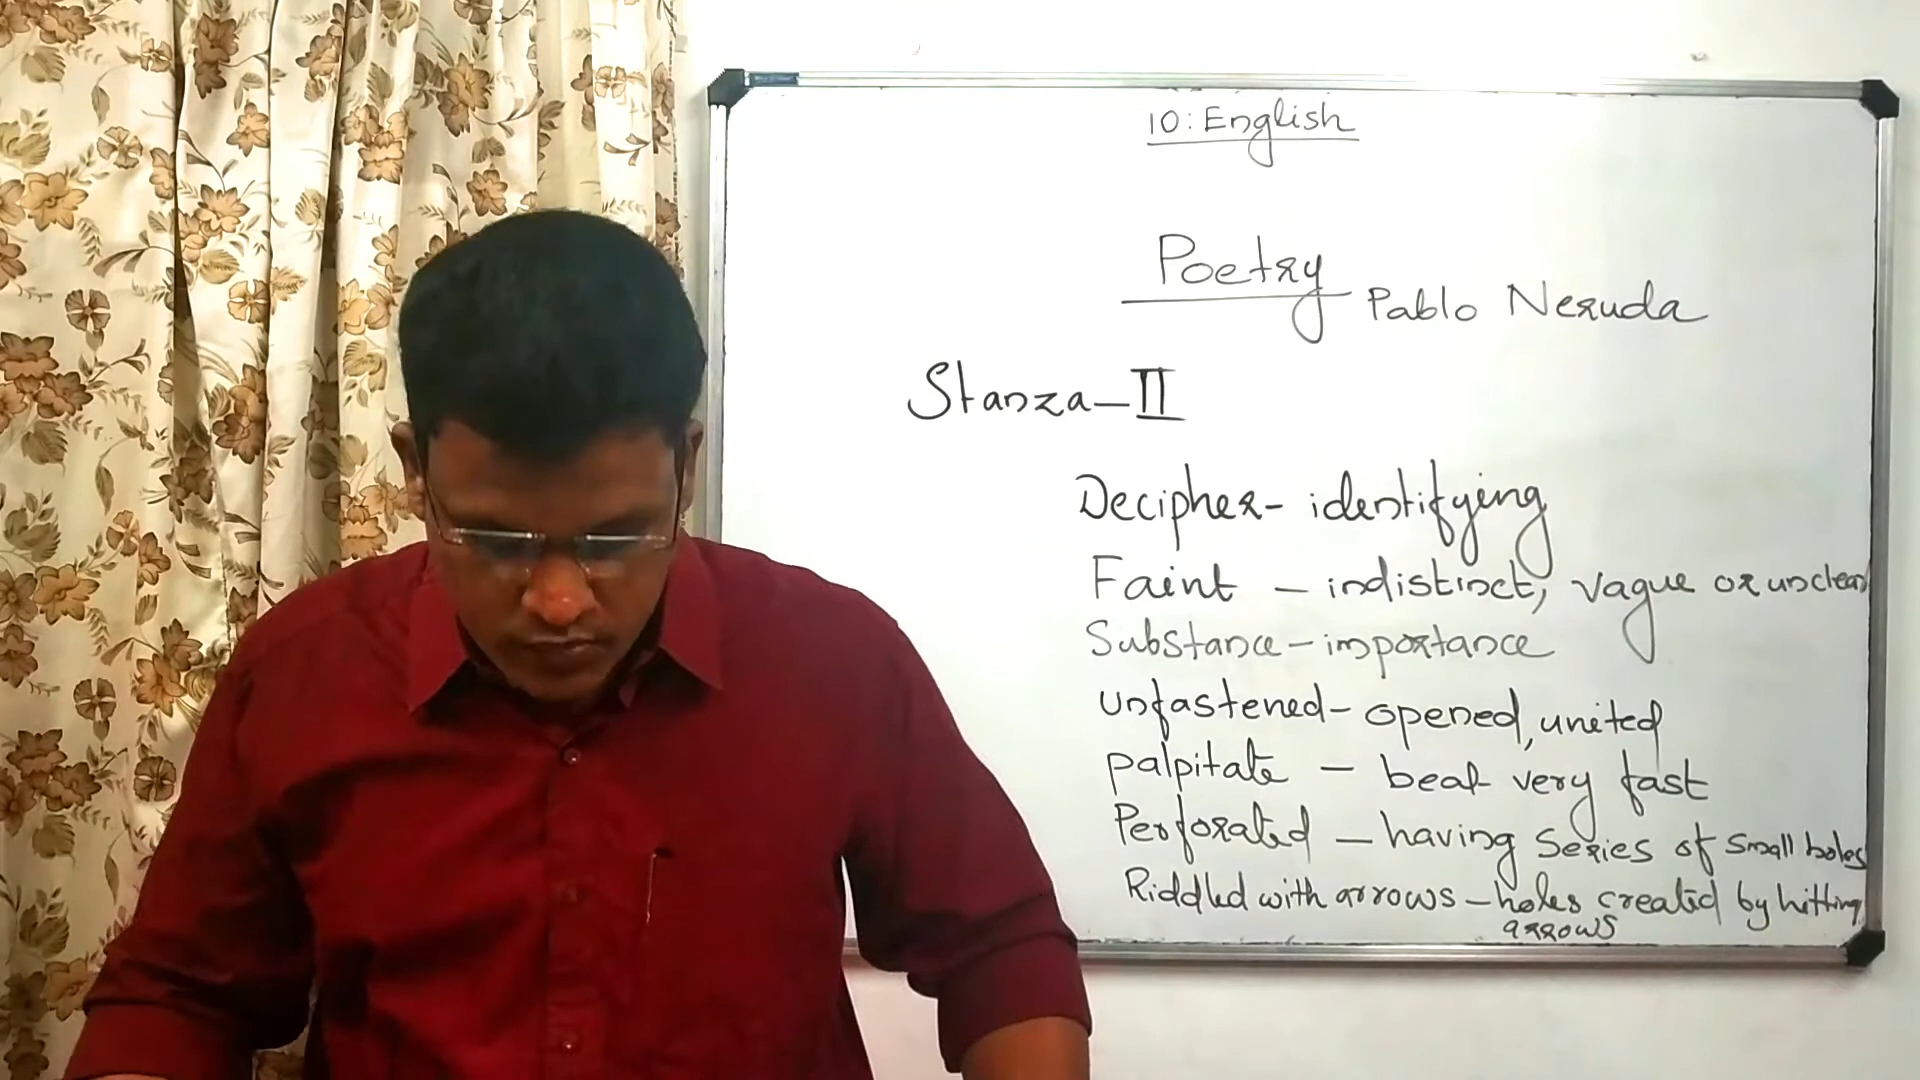 10: English
Poetry
Pablo Neruda
Stanza-II
Decipher- identifying
Faint - indistinct, vague or unclear
Substance - importance
unfastened- opened, united
palpitate - beat very fast
Perforated - having series of small holes
Riddled with arrows - holes created by hitting
arrows